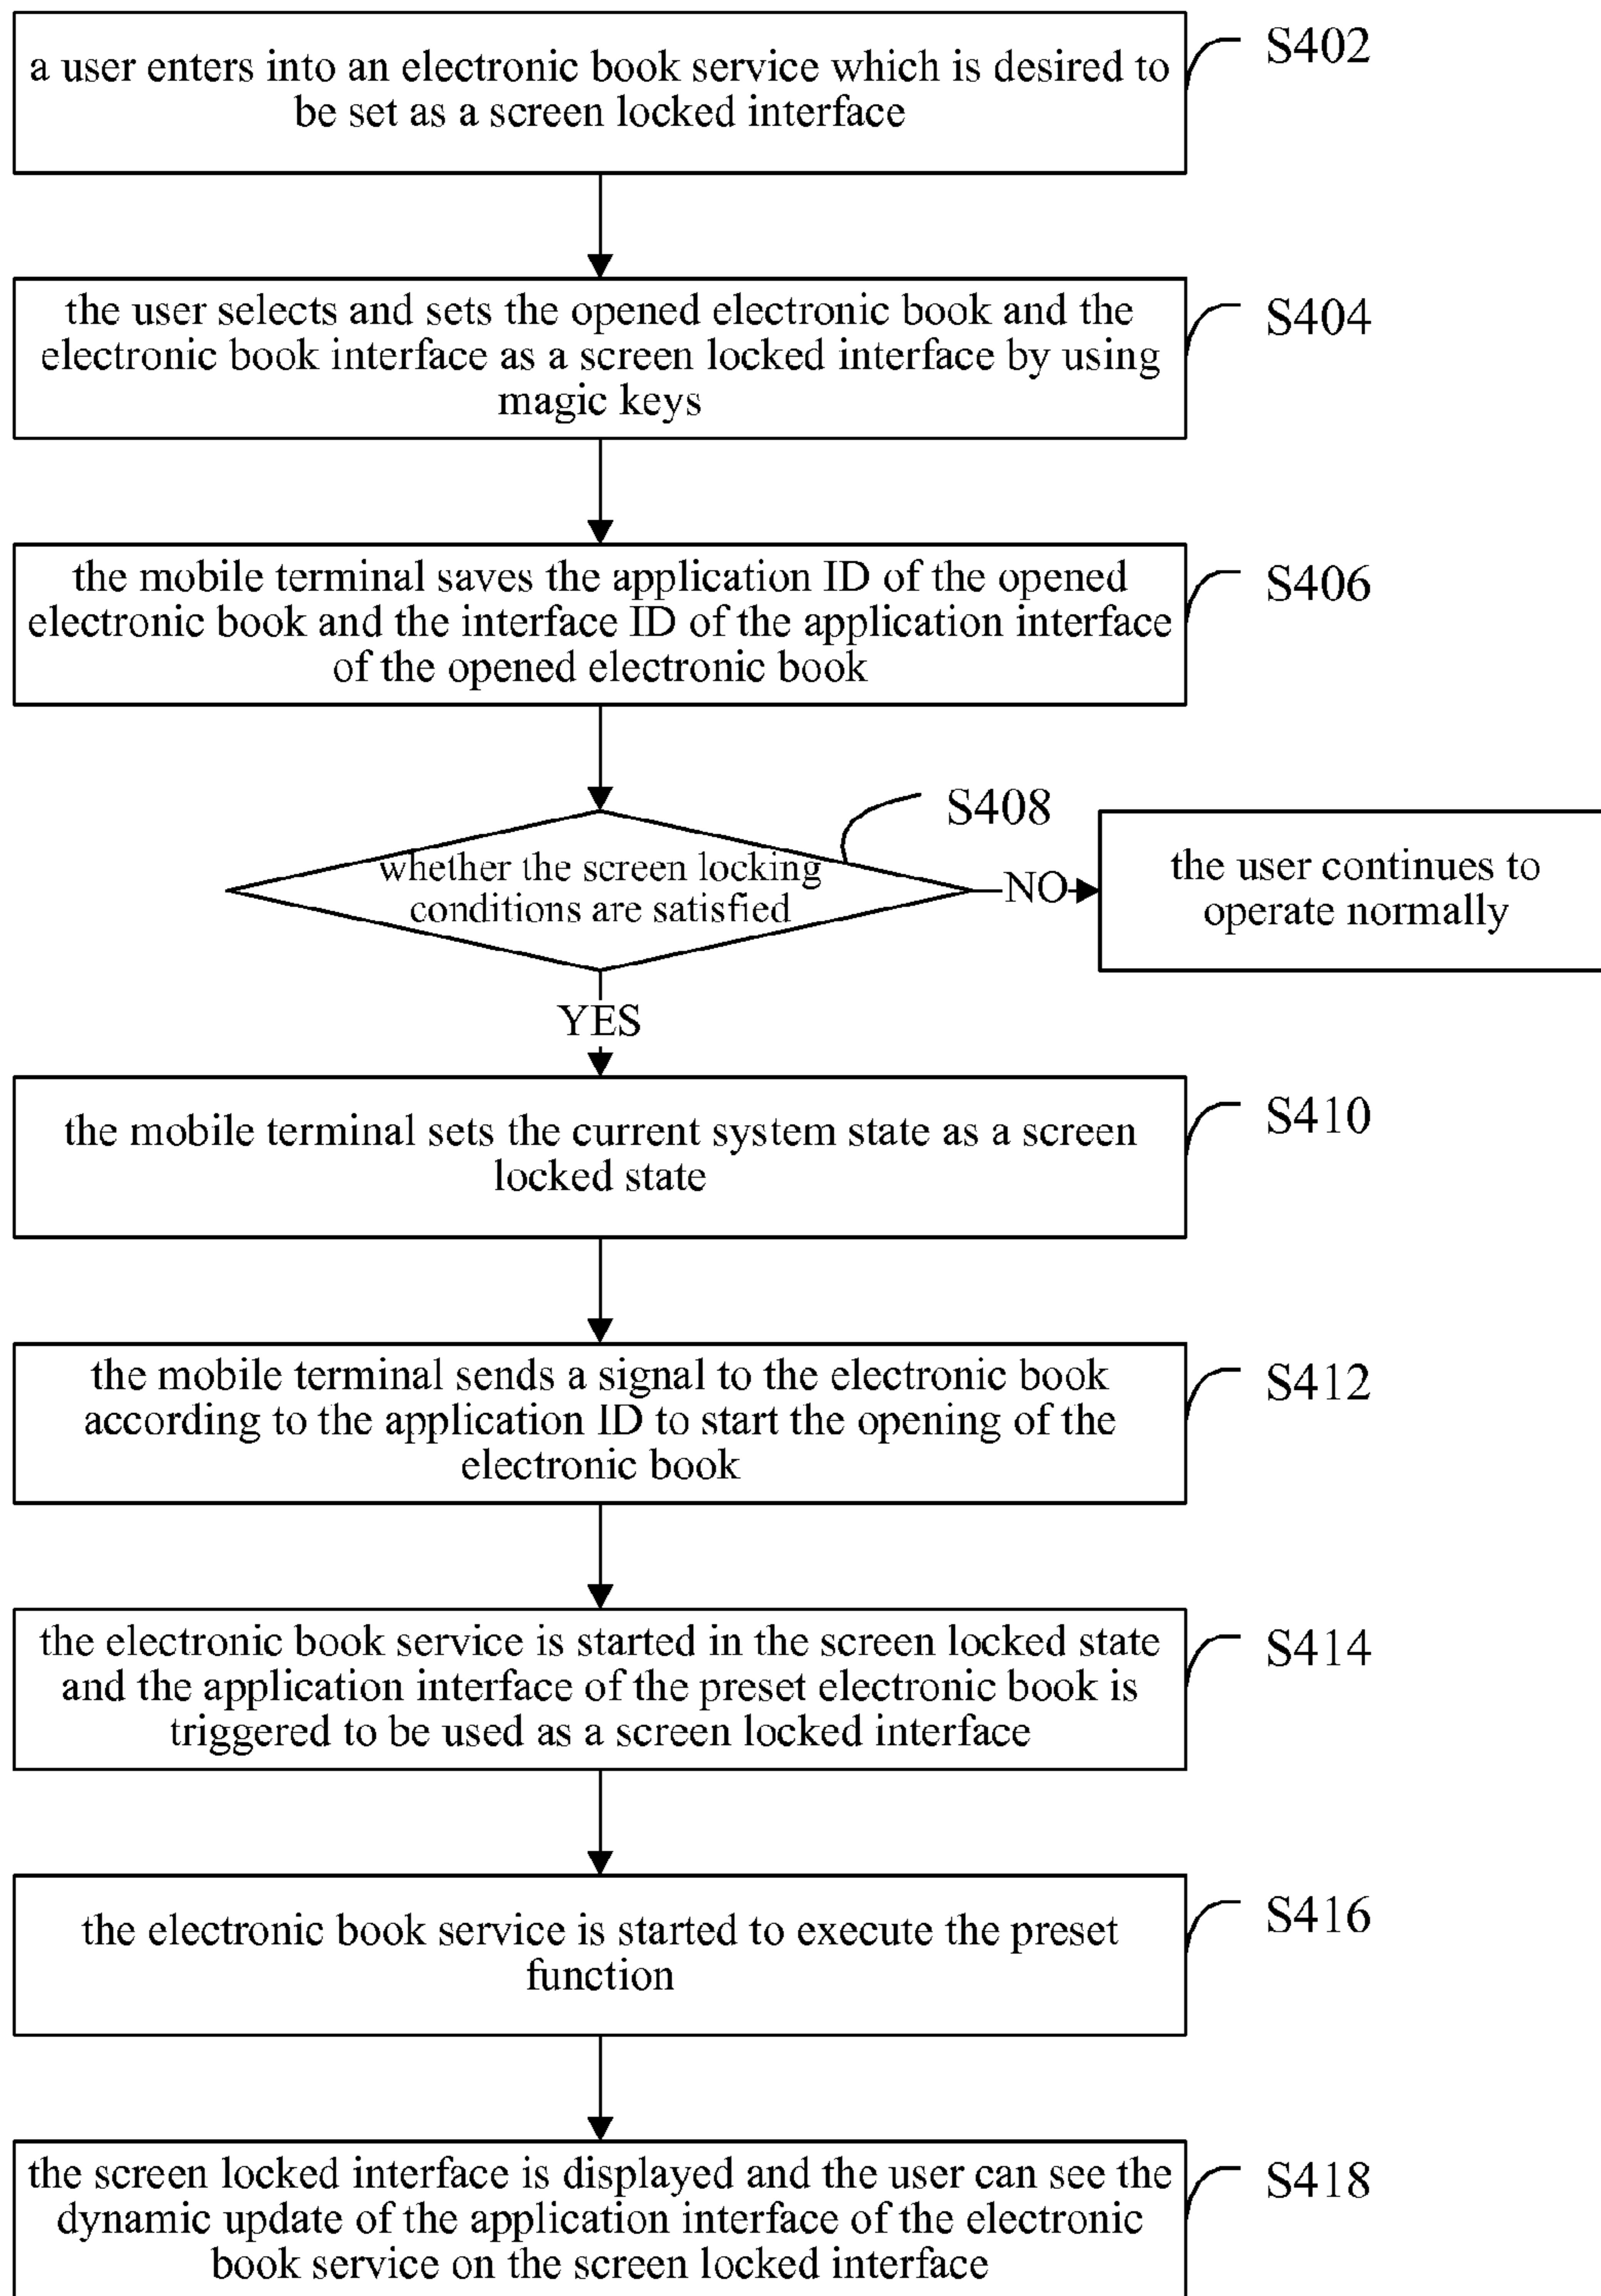 a user enters into an electronic book service which is desired to
be set as a screen locked interface
S402
the user selects and sets the opened electronic book and the
electronic book interface as a screen locked interface by using
magic keys
S404
the mobile terminal saves the application ID of the opened
electronic book and the interface ID of the application interface
of the opened electronic book
S406
whether the screen locking
conditions are satisfied
S408
NO
the user continues to
operate normally
YES
the mobile terminal sets the current system state as a screen
locked state
S410
the mobile terminal sends a signal to the electronic book
according to the application ID to start the opening of the
electronic book
S412
the electronic book service is started in the screen locked state
and the application interface of the preset electronic book is
triggered to be used as a screen locked interface
S414
the electronic book service is started to execute the preset
function
S416
the screen locked interface is displayed and the user can see the
dynamic update of the application interface of the electronic
book service on the screen locked interface
S418